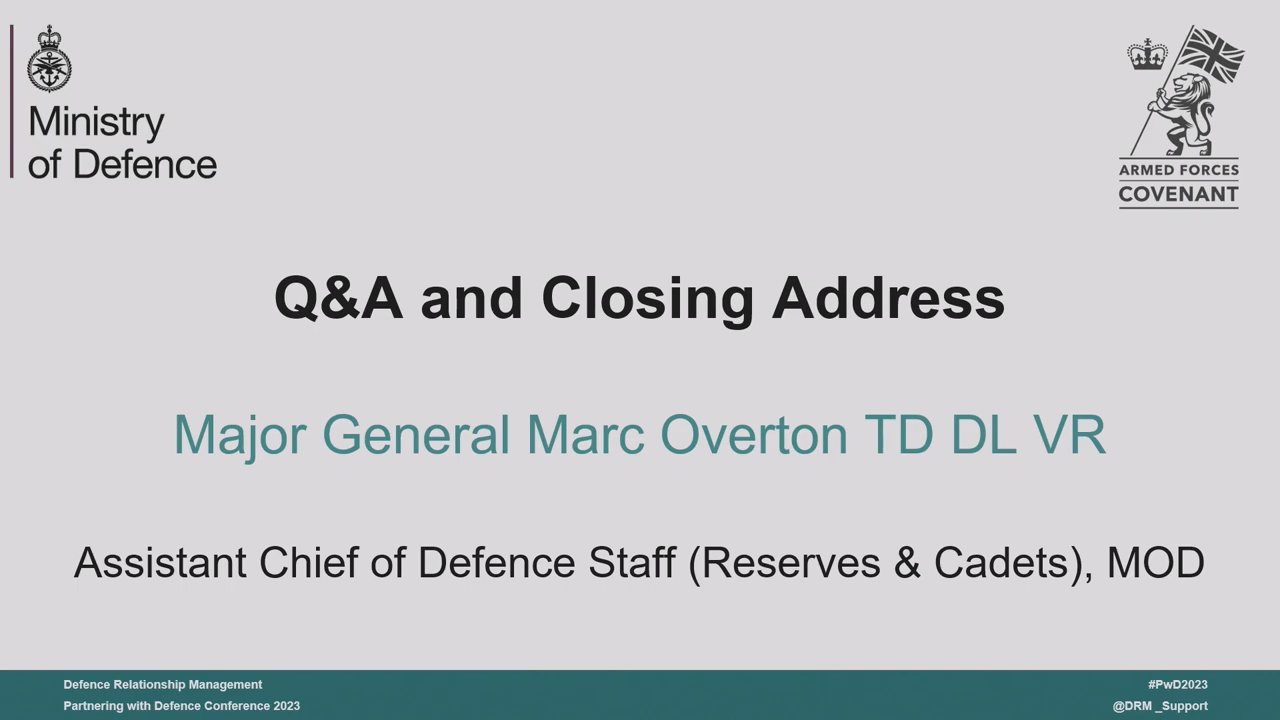 Ministry
of Defence
ARMED FORCES
COVENANT
Q&A and Closing Address
Major General Marc Overton TD DL VR
Assistant Chief of Defence Staff (Reserves & Cadets), MOD
Defence Relationship Management
Partnering with Defence Conference 2023
#PwD2023
@DRM _Support